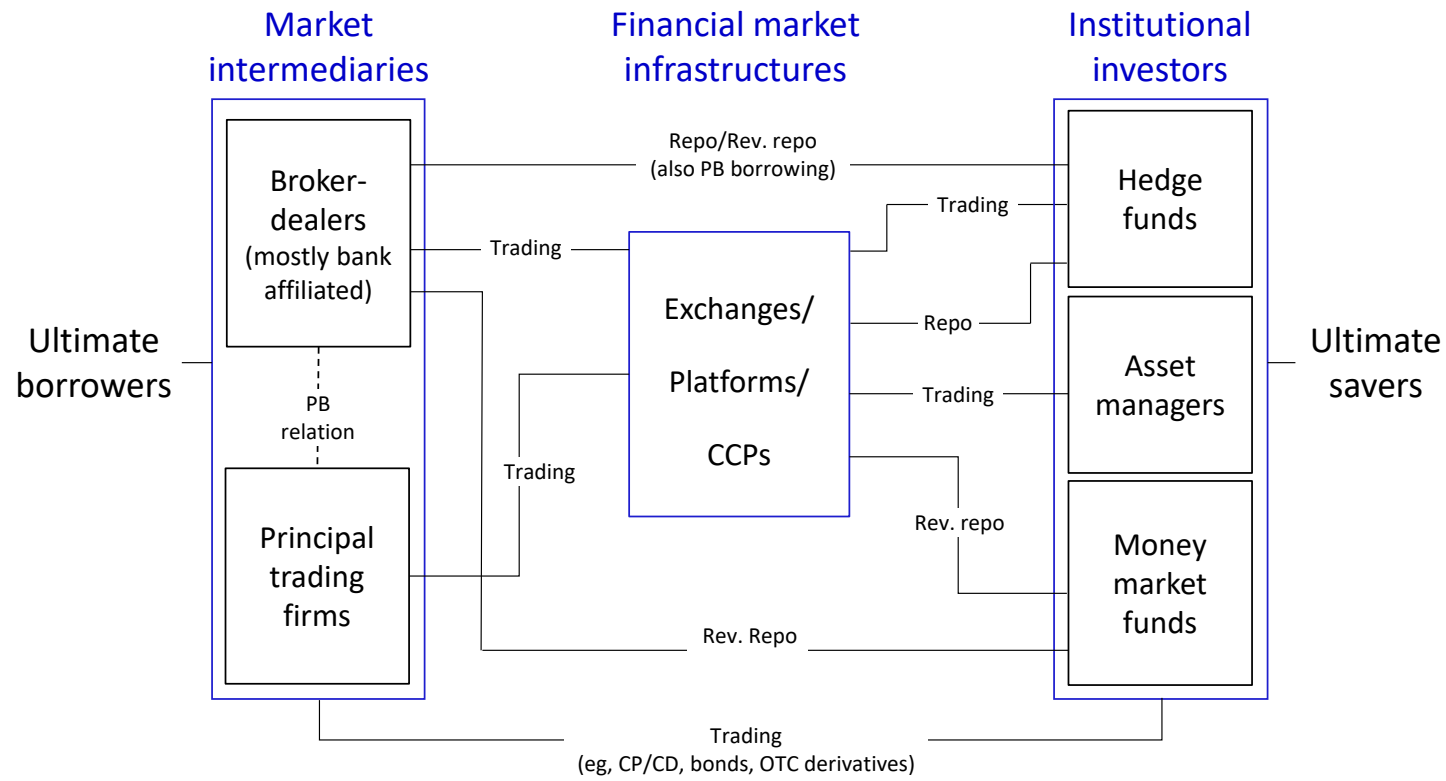 Market
intermediaries
Financial market
infrastructures
Institutional
investors
Broker-
dealers
(mostly bank
affiliated)
PB
relation
Principal
trading
firms
Ultimate
borrowers
Repo/Rev. repo
(also PB borrowing)
Trading
Trading
Exchanges/
Platforms/
CCPs
Trading
Repo
Trading
Rev. repo
Rev. Repo
Hedge
funds
Asset
managers
Money
market
funds
Ultimate
savers
Trading
(eg, CP/CD, bonds, OTC derivatives)